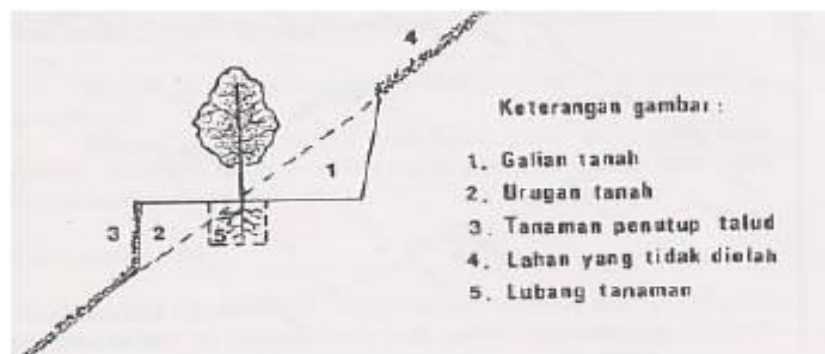 4
Keterangan gambar :
1
1. Galian tanah
2. Urugan tanah
3 2 5
3. Tanaman penutup talud
4. Lahan yang tidak diolah
5. Lubang tanaman